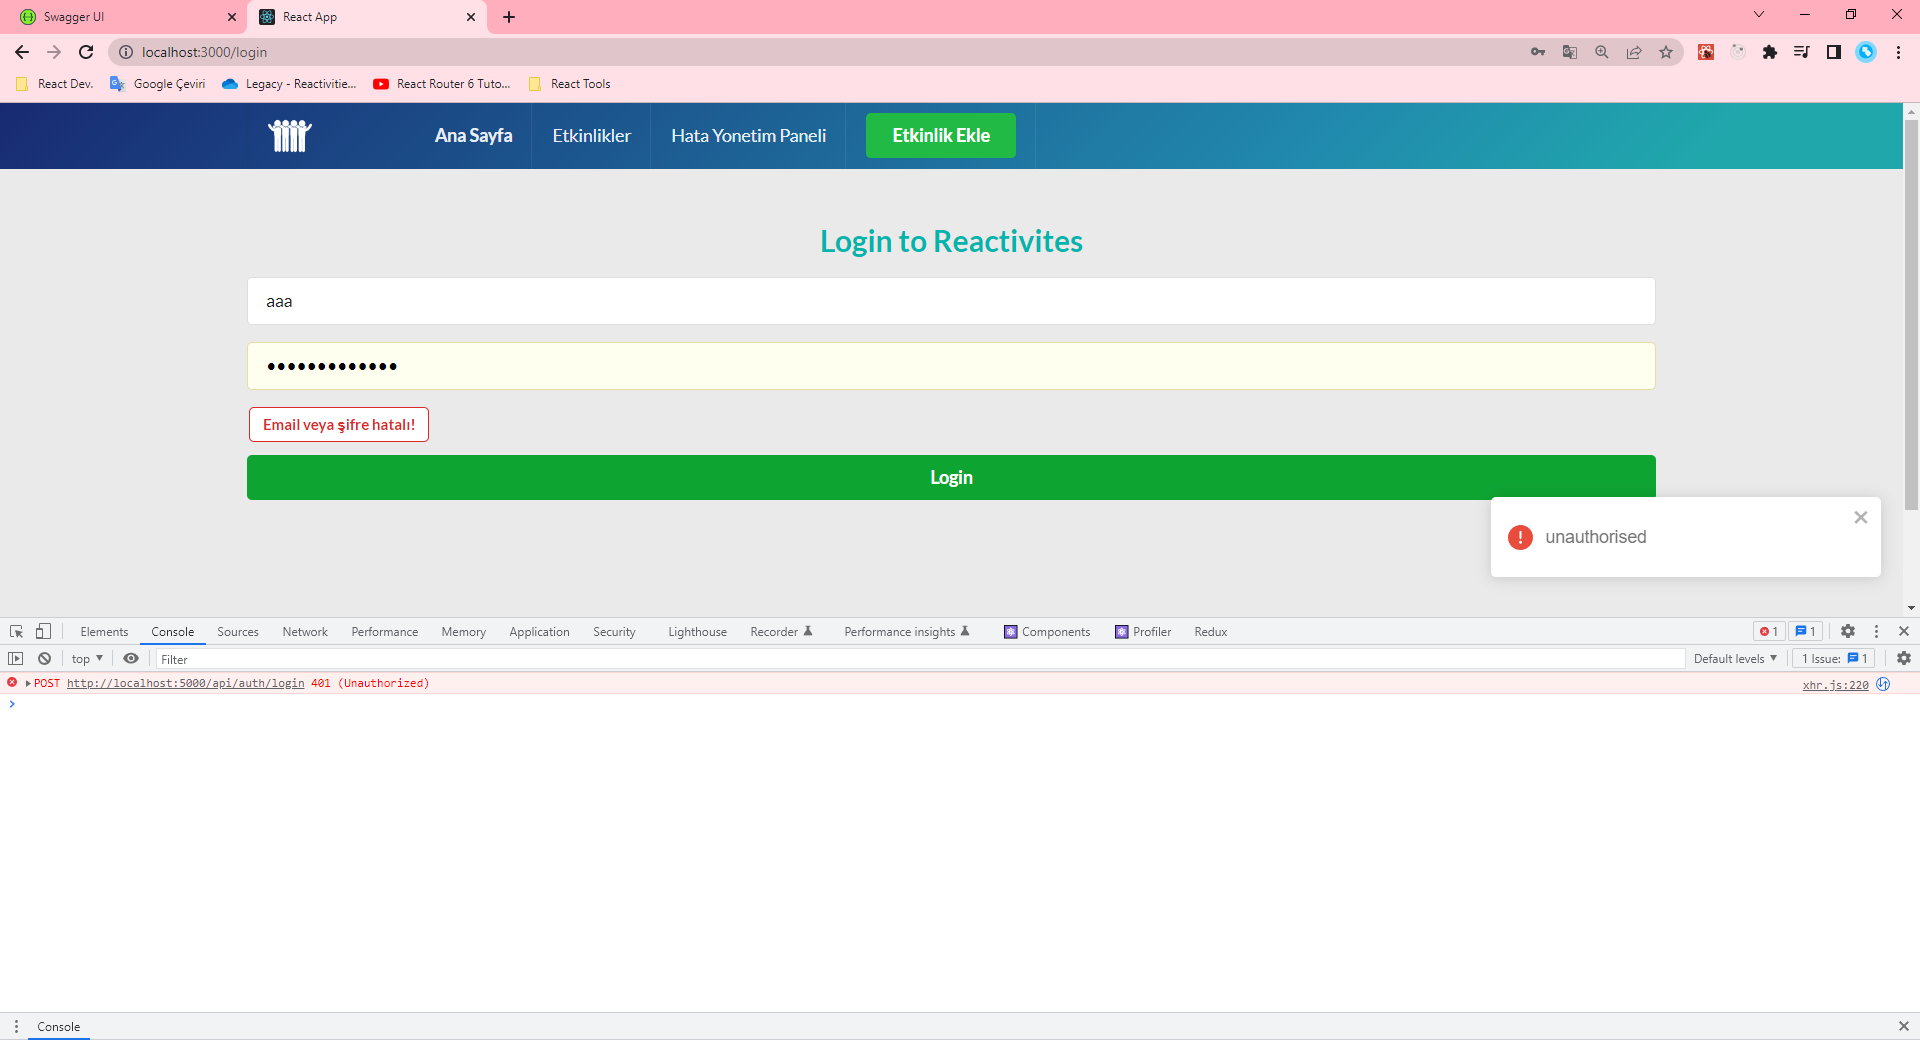 Swagger UI
React App
localhost:3000/login
React Dev.
Google Çeviri
Legacy - Reactivitie...
React Router 6 Tuto...
React Tools
Ana Sayfa
Etkinlikler
Hata Yonetim Paneli
Etkinlik Ekle
Login to Reactivites
aaa
•••••••••••••
Email veya şifre hatalı!
Login
unauthorised
Elements
Console
Sources
Network
Performance
Memory
Application
Security
Lighthouse
Recorder
Performance insights
Components
Profiler
Redux
1
1
top
Filter
Default levels
1 Issue: 1
POST http://localhost:5000/api/auth/login 401 (Unauthorized)
xhr.js:220
Console